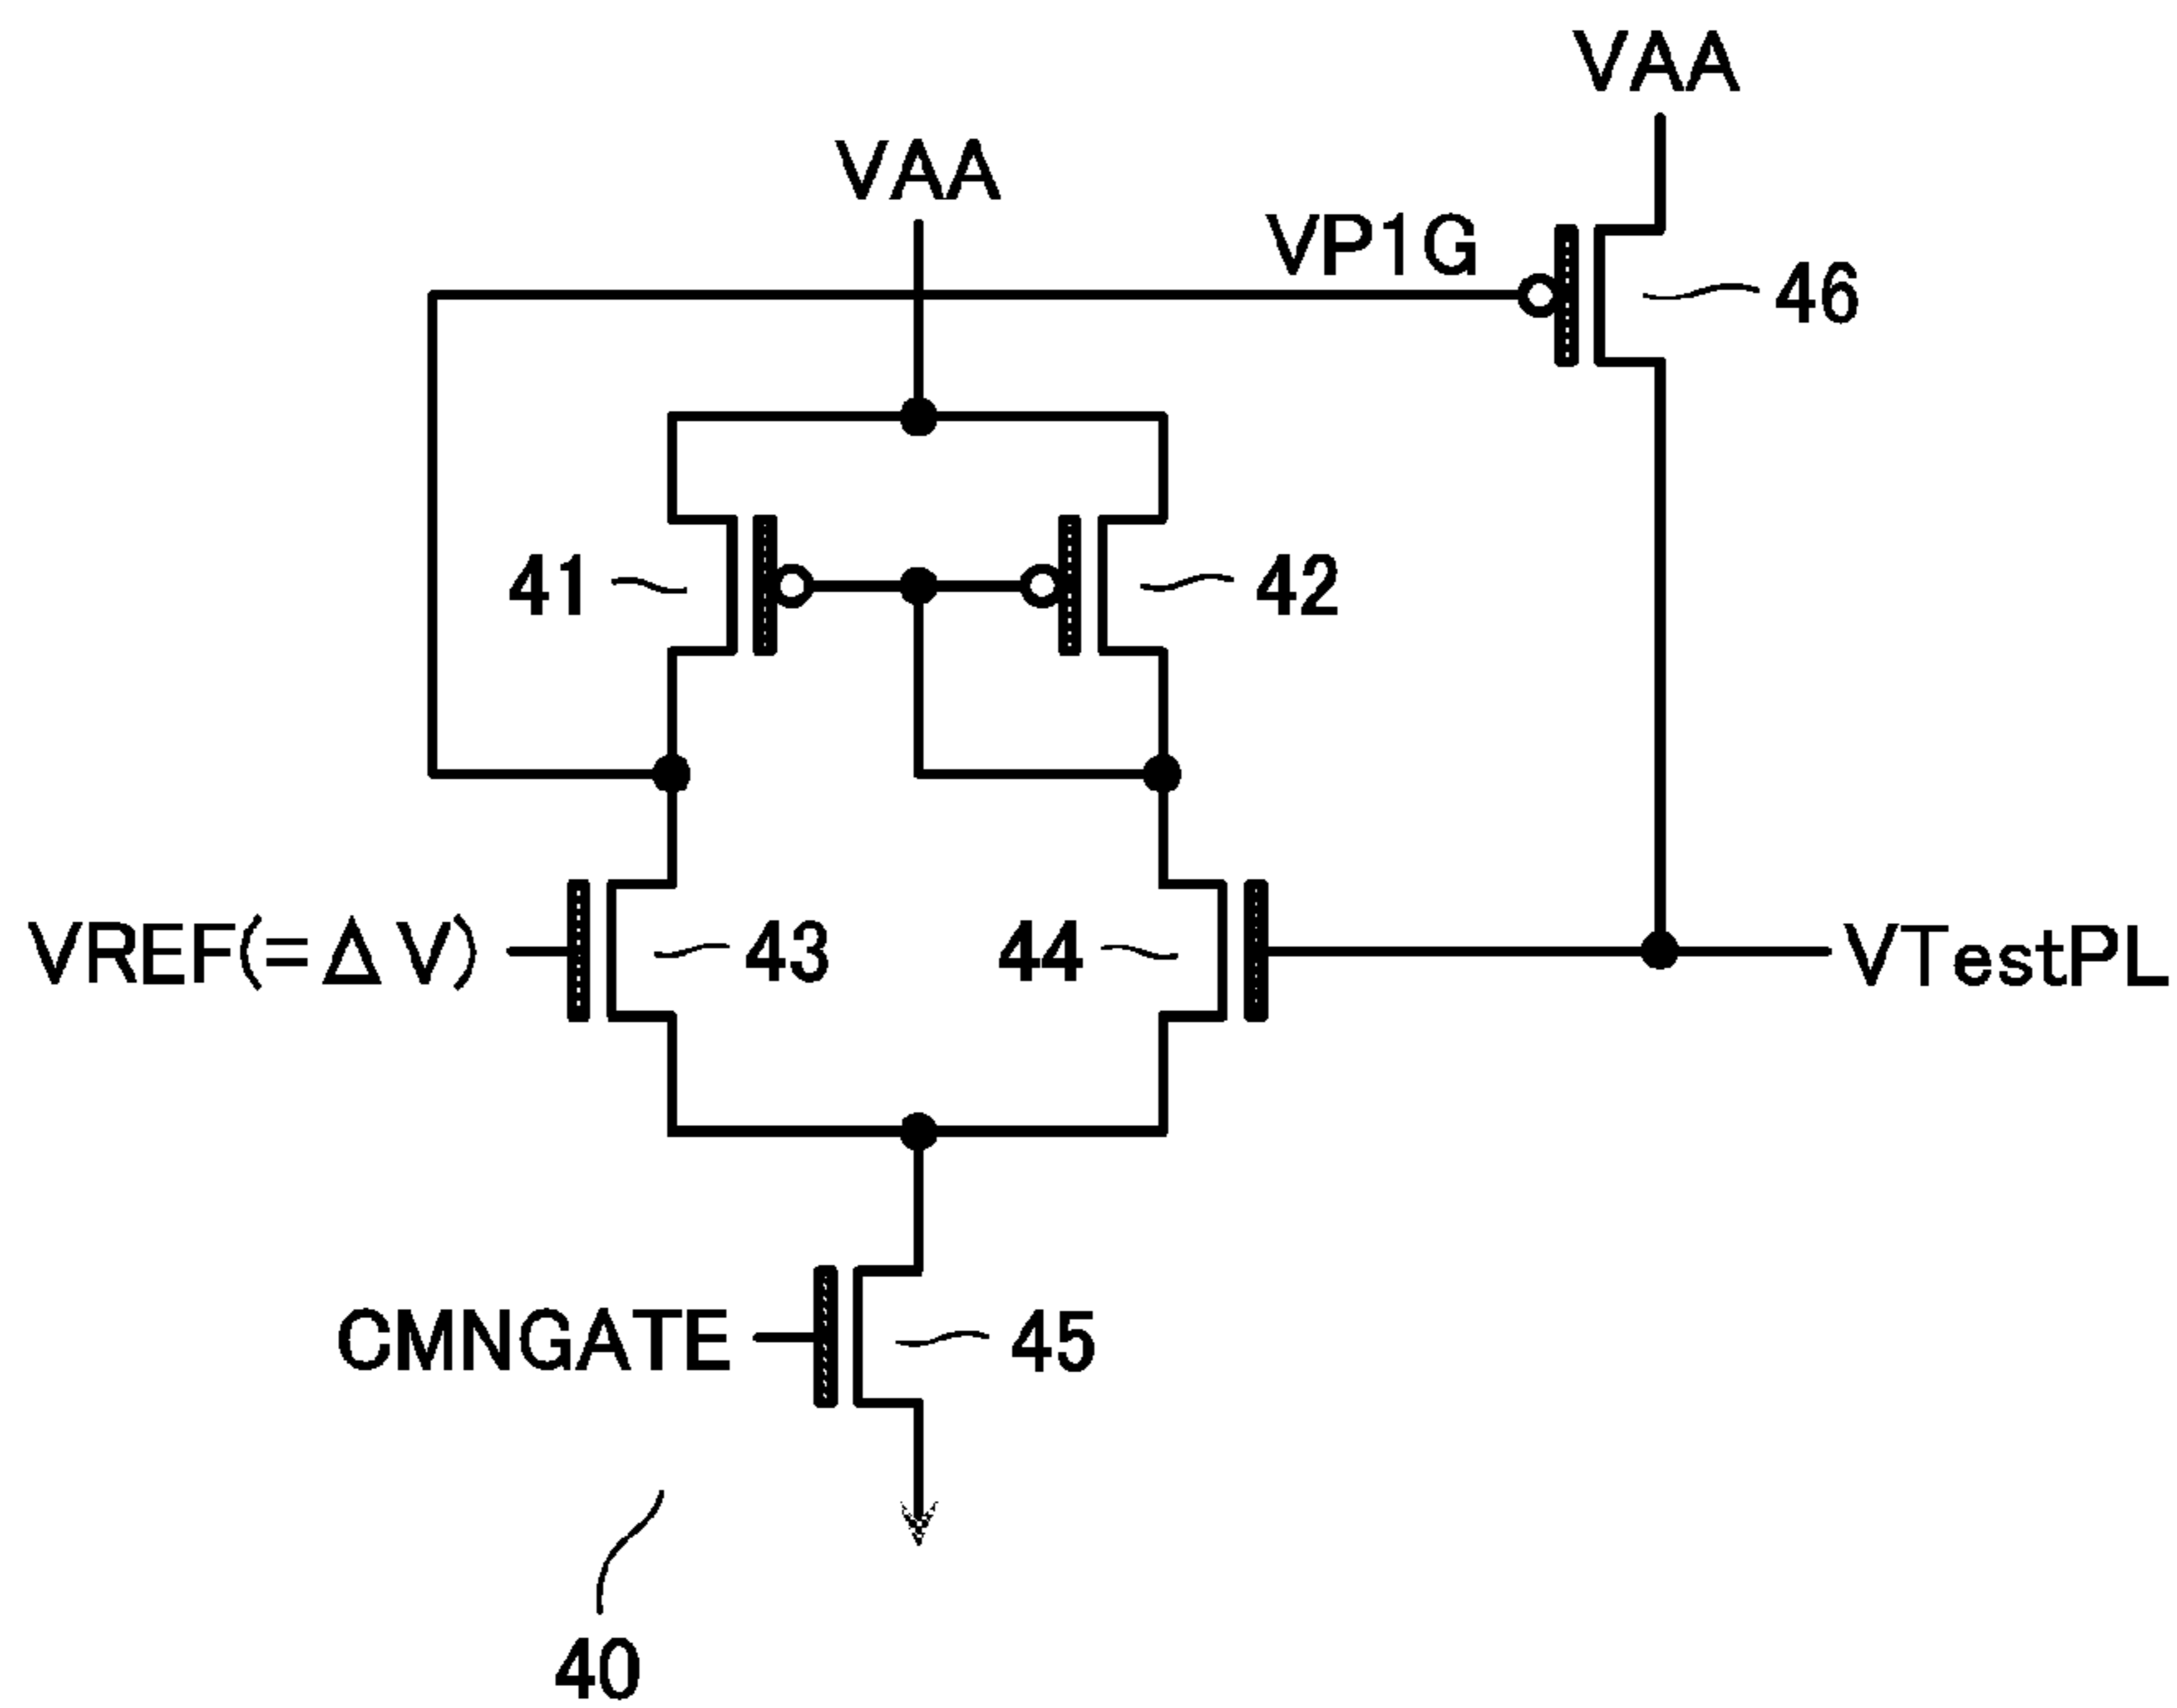 VAA
VAA
VP1G
46
41
42
VREF(=ΔV)
43
44
VTestPL
CMNGATE
45
40